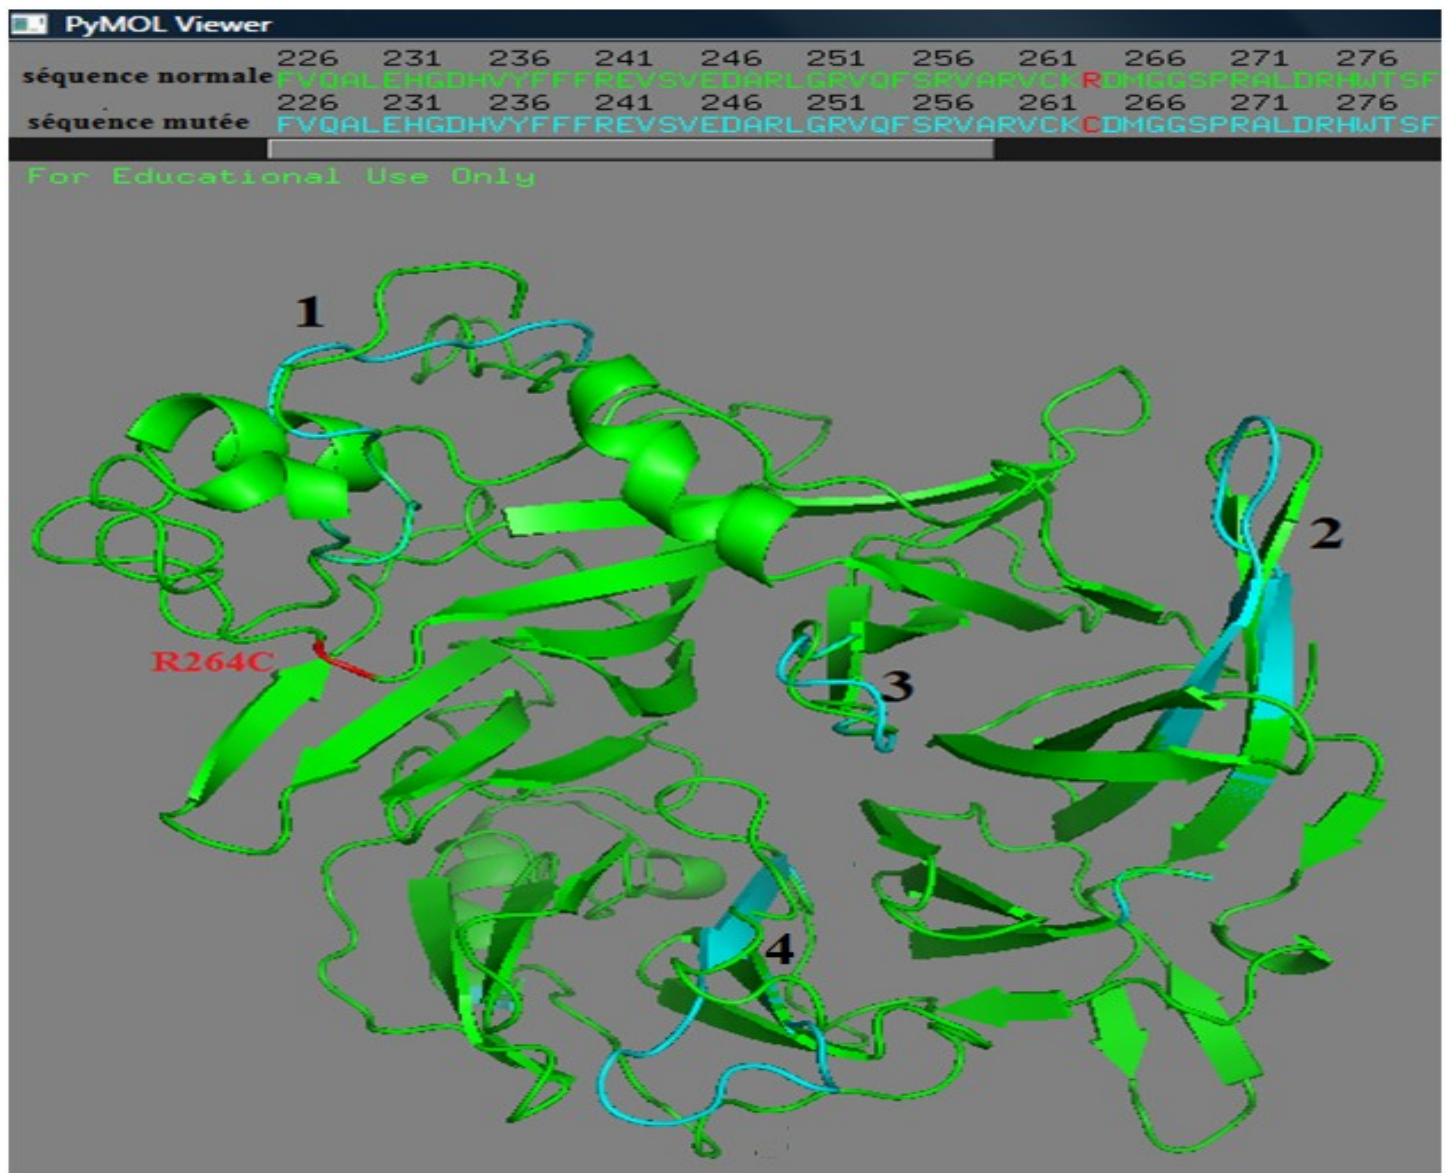 PyMOL Viewer
226 231 236 241 246 251 256 261 266 271 276
séquence normale FVQALEHGDHVYFFFREVSVEDARLGRVQFSRVARVCKRDMGGSPRALDRHWTSF
226 231 236 241 246 251 256 261 266 271 276
séquence mutée FVQALEHGDHVYFFFREVSVEDARLGRVQFSRVARVCKCDMGGSPRALDRHWTSF
For Educational Use Only
1
2
R264C
3
4